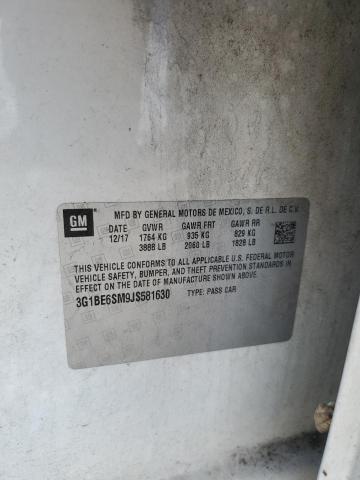 GM
MFD BY GENERAL MOTORS DE MEXICO, S. DE R.L. DE C.V.
DATE GVWR GAWR FRT GAWR RR
12/17 1764 KG 935 KG 829 KG
3888 LB 2060 LB 1828 LB
THIS VEHICLE CONFORMS TO ALL APPLICABLE U.S. FEDERAL MOTOR
VEHICLE SAFETY, BUMPER, AND THEFT PREVENTION STANDARDS
IN EFFECT ON THE DATE OF MANUFACTURE SHOWN ABOVE.
3G1BE6SM9JS581630 TYPE: PASS CAR